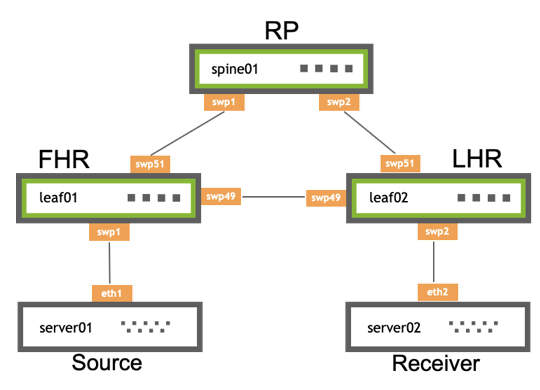 RP
spine01
swp1 swp2
FHR LHR
swp51 swp51
leaf01 swp49 swp49 leaf02
swp1 swp2
eth1 eth2
server01 server02
Source Receiver